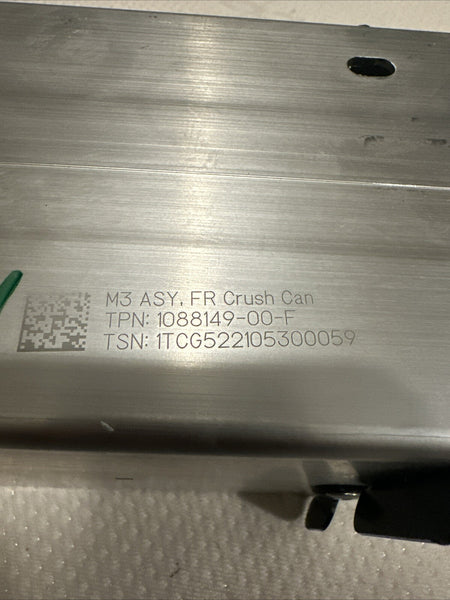 M3 ASY, FR Crush Can
TPN: 1088149-00-F
TSN: 1TCG522105300059